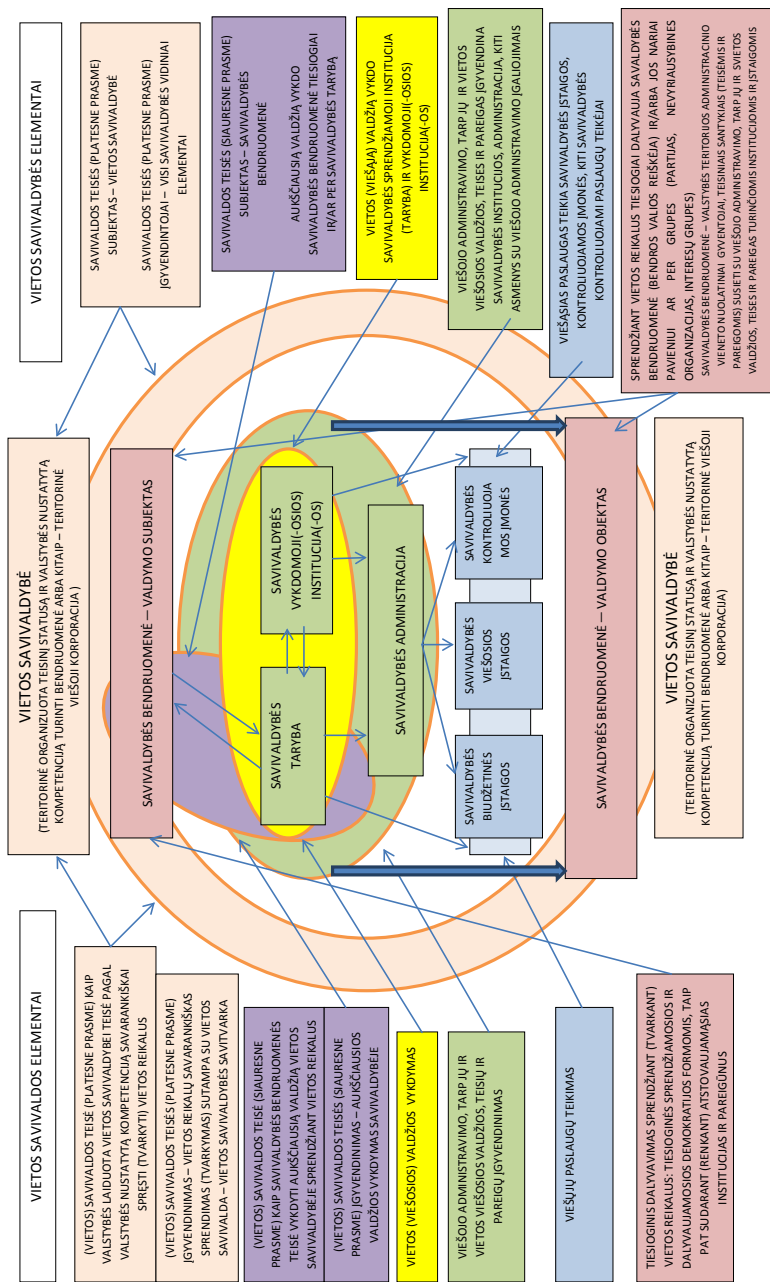 VIETOS SAVIVALDOS ELEMENTAI
(VIETOS) SAVIVALDOS TEISĖ (PLATESNE PRASME) KAIP
VALSTYBĖS LAIDUOTA VIETOS SAVIVALDYBEI TEISĖ PAGAL
VALSTYBĖS NUSTATYTĄ KOMPETENCIJĄ SAVARANKIŠKAI
SPRĘSTI (TVARKYTI) VIETOS REIKALUS
(VIETOS) SAVIVALDOS TEISĖS (PLATESNE PRASME)
ĮGYVENDINIMAS – VIETOS REIKALŲ SAVARANKIŠKAS
SPRENDIMAS (TVARKYMAS) SUTAMPA SU VIETOS
SAVIVALDA – VIETOS SAVIVALDYBĖS SAVITVARKA
(VIETOS) SAVIVALDOS TEISĖ (SIAURESNE
PRASME) KAIP SAVIVALDYBĖS BENDRUOMENĖS
TEISĖ VYKDYTI AUKŠČIAUSIĄ VALDŽIĄ VIETOS
SAVIVALDYBĖJE SPRENDŽIANT VIETOS REIKALUS
(VIETOS) SAVIVALDOS TEISĖS (SIAURESNE
PRASME) ĮGYVENDINIMAS – AUKŠČIAUSIOS
VALDŽIOS VYKDYMAS SAVIVALDYBĖJE
VIETOS (VIEŠOSIOS) VALDŽIOS VYKDYMAS
VIEŠOJO ADMINISTRAVIMO, TARP JŲ IR
VIETOS VIEŠOSIOS VALDŽIOS, TEISIŲ IR
PAREIGŲ ĮGYVENDINIMAS
VIEŠŲJŲ PASLAUGŲ TEIKIMAS
TIESIOGINIS DALYVAVIMAS SPRENDŽIANT (TVARKANT)
VIETOS REIKALUS: TIESIOGINĖS SPRENDŽIAMOSIOS IR
DALYVAUJAMOSIOS DEMOKRATIJOS FORMOMIS, TAIP
PAT SUDARANT (RENKANT) ATSTOVAUJAMĄSIAS
INSTITUCIJAS IR PAREIGŪNUS
VIETOS SAVIVALDYBĖ
(TERITORINĖ ORGANIZUOTA TEISINĮ STATUSĄ IR VALSTYBĖS NUSTATYTĄ
KOMPETENCIJĄ TURINTI BENDRUOMENĖ ARBA KITAIP – TERITORINĖ
VIEŠOJI KORPORACIJA )
SAVIVALDYBĖS BENDRUOMENĖ — VALDYMO SUBJEKTAS
SAVIVALDYBĖS
TARYBA
SAVIVALDYBĖS
VYKDOMOJI(-OSIOS)
INSTITUCIJA(-OS)
SAVIVALDYBĖS ADMINISTRACIJA
SAVIVALDYBĖS
BIUDŽETINĖS
ĮSTAIGOS
SAVIVALDYBĖS
VIEŠOSIOS
ĮSTAIGOS
SAVIVALDYBĖS
KONTROLIUOJA
MOS ĮMONĖS
SAVIVALDYBĖS BENDRUOMENĖ — VALDYMO OBJEKTAS
VIETOS SAVIVALDYBĖ
(TERITORINĖ ORGANIZUOTA TEISINĮ STATUSĄ IR VALSTYBĖS NUSTATYTĄ
KOMPETENCIJĄ TURINTI BENDRUOMENĖ ARBA KITAIP – TERITORINĖ VIEŠOJI
KORPORACIJA)
VIETOS SAVIVALDYBĖS ELEMENTAI
SAVIVALDOS TEISĖS (PLATESNE PRASME)
SUBJEKTAS – VIETOS SAVIVALDYBĖ
SAVIVALDOS TEISĖS (PLATESNE PRASME)
ĮGYVENDINTOJAI – VISI SAVIVALDYBĖS VIDINIAI
ELEMENTAI
SAVIVALDOS TEISĖS (SIAURESNE PRASME)
SUBJEKTAS – SAVIVALDYBĖS
BENDRUOMENĖ
AUKŠČIAUSIĄ VALDŽIĄ VYKDO
SAVIVALDYBĖS BENDRUOMENĖ TIESIOGIAI
IR/AR PER SAVIVALDYBĖS TARYBĄ
VIETOS (VIEŠĄJĄ) VALDŽIĄ VYKDO
SAVIVALDYBĖS SPRENDŽIAMOJI INSTITUCIJA
(TARYBA) IR VYKDOMOJI(-OSIOS)
INSTITUCIJA(-OS)
VIEŠOJO ADMINISTRAVIMO, TARP JŲ IR VIETOS
VIEŠOSIOS VALDŽIOS, TEISES IR PAREIGAS ĮGYVENDINA
SAVIVALDYBĖS INSTITUCIJOS, ADMINISTRACIJA, KITI
ASMENYS SU VIEŠOJO ADMINISTRAVIMO ĮGALIOJIMAIS
VIEŠĄSIAS PASLAUGAS TEIKIA SAVIVALDYBĖS ĮSTAIGOS,
KONTROLIUOJAMOS ĮMONĖS, KITI SAVIVALDYBĖS
KONTROLIUOJAMI PASLAUGŲ TEIKĖJAI
SPRENDŽIANT VIETOS REIKALUS TIESIOGIAI DALYVAUJA SAVIVALDYBĖS
BENDRUOMENĖ (BENDROS VALIOS REIŠKĖJA) IR/ARBA JOS NARIAI
PAVIENIUI AR PER GRUPES (PARTIJAS, NEVYRIAUSYBINES
ORGANIZACIJAS, INTERESŲ GRUPES)
SAVIVALDYBĖS BENDRUOMENĖ – VALSTYBĖS TERITORIJOS ADMINISTRACINIO
VIENETO NUOLATINIAI GYVENTOJAI, TEISINIAIS SANTYKIAIS (TEISĖMIS IR
PAREIGOMIS) SUSIETI SU VIEŠOJO ADMINISTRAVIMO, TARP JŲ IR SVIETOS
VALDŽIOS, TEISES IR PAREIGAS TURINČIOMIS INSTITUCIJOMIS IR ĮSTAIGOMIS